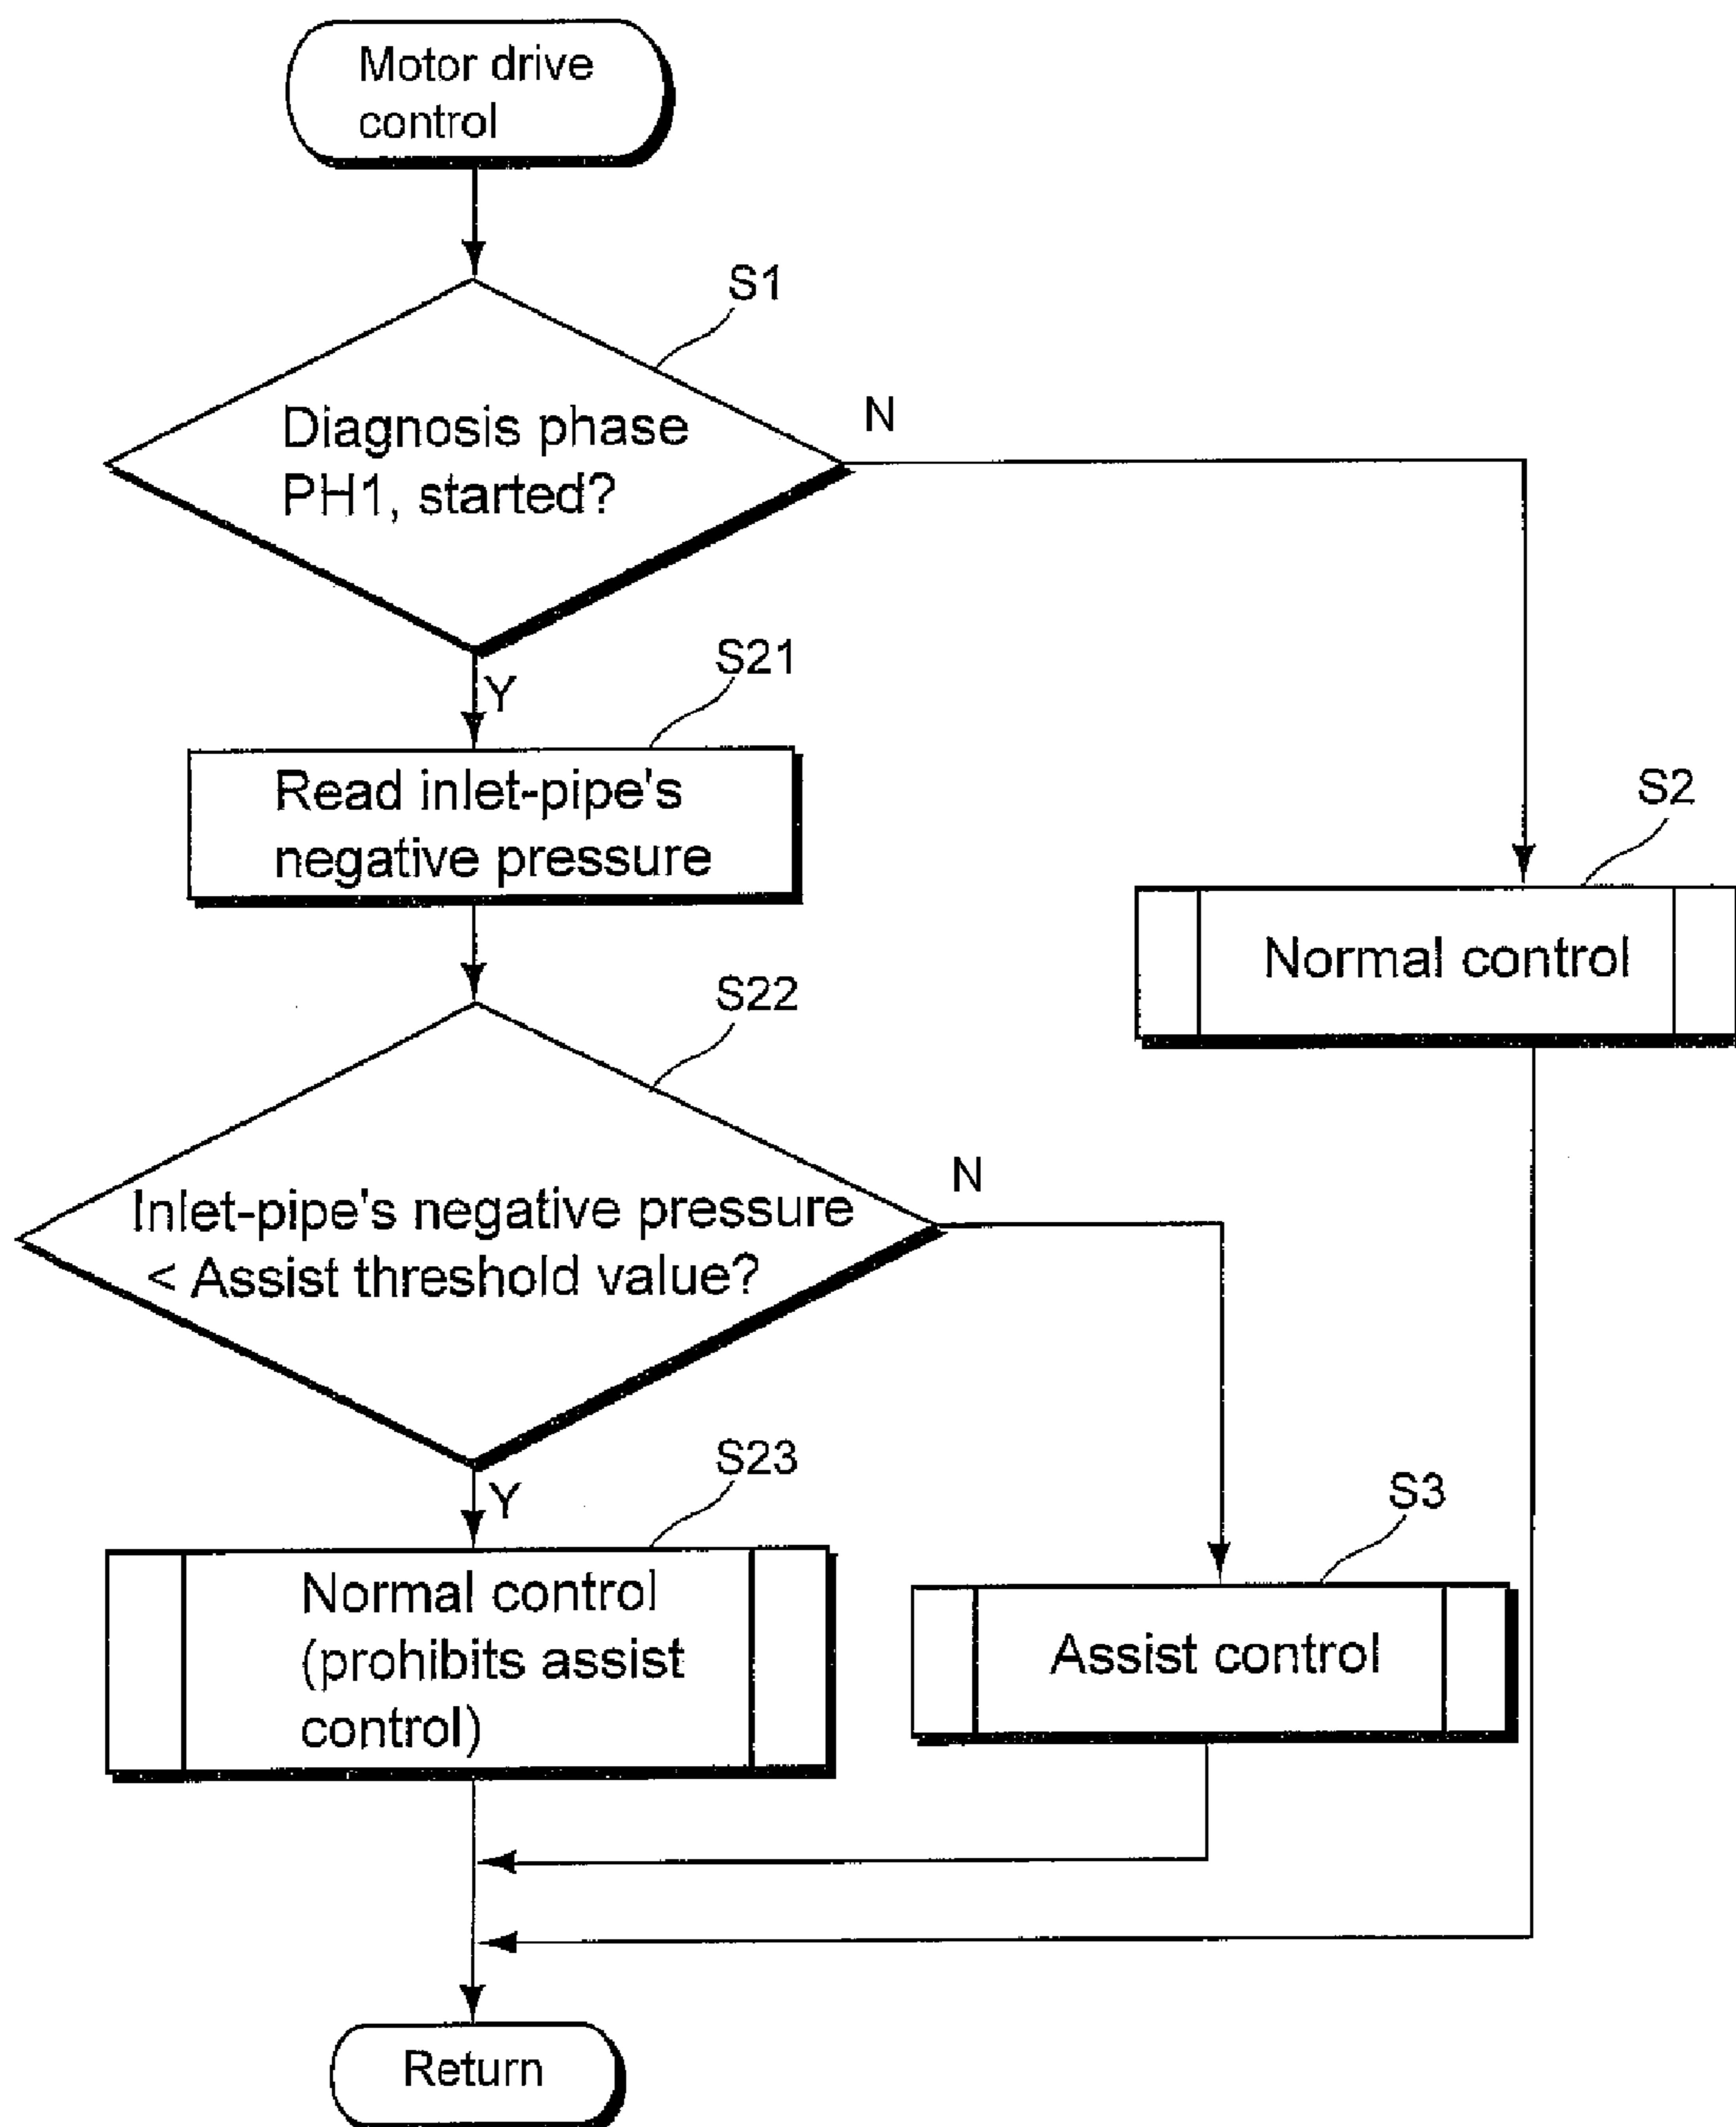 Motor drive
control
S1
Diagnosis phase
PH1, started?
N
Y
S21
Read inlet-pipe's
negative pressure
S2
Normal control
S22
Inlet-pipe's negative pressure
< Assist threshold value?
N
Y
S23
Normal control
(prohibits assist
control)
S3
Assist control
Return